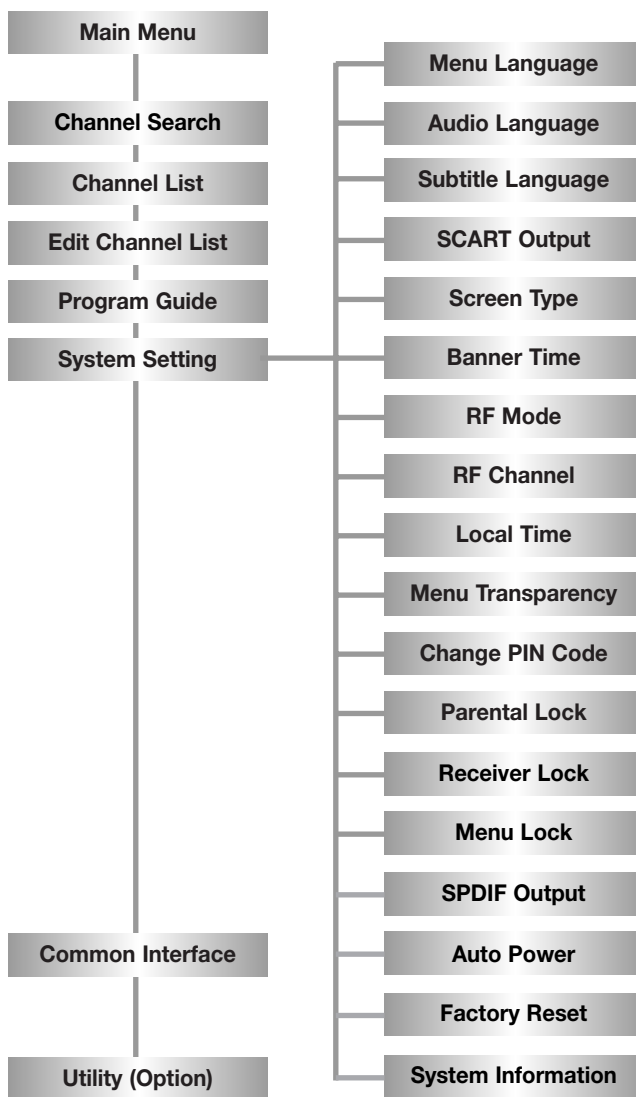 Main Menu
Channel Search
Channel List
Edit Channel List
Program Guide
System Setting
Common Interface
Utility (Option)
Menu Language
Audio Language
Subtitle Language
SCART Output
Screen Type
Banner Time
RF Mode
RF Channel
Local Time
Menu Transparency
Change PIN Code
Parental Lock
Receiver Lock
Menu Lock
SPDIF Output
Auto Power
Factory Reset
System Information